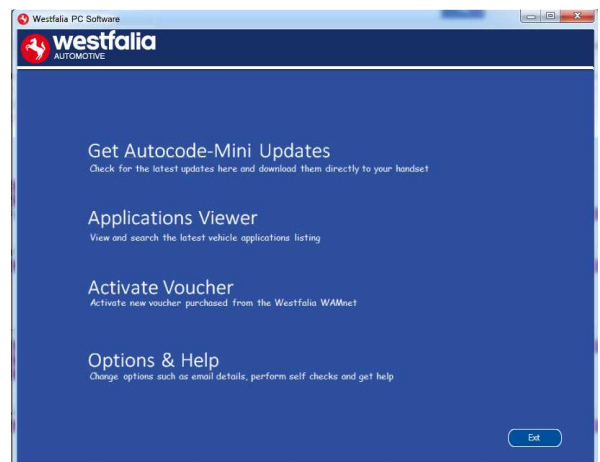 Westfalia PC Software
westfalia
AUTOMOTIVE
Get Autocode-Mini Updates
Check for the latest updates here and download them directly to your handset
Applications Viewer
View and search the latest vehicle applications listing
Activate Voucher
Activate new voucher purchased from the Westfalia WAMnet
Options & Help
Change options such as email details, perform self checks and get help
Exit